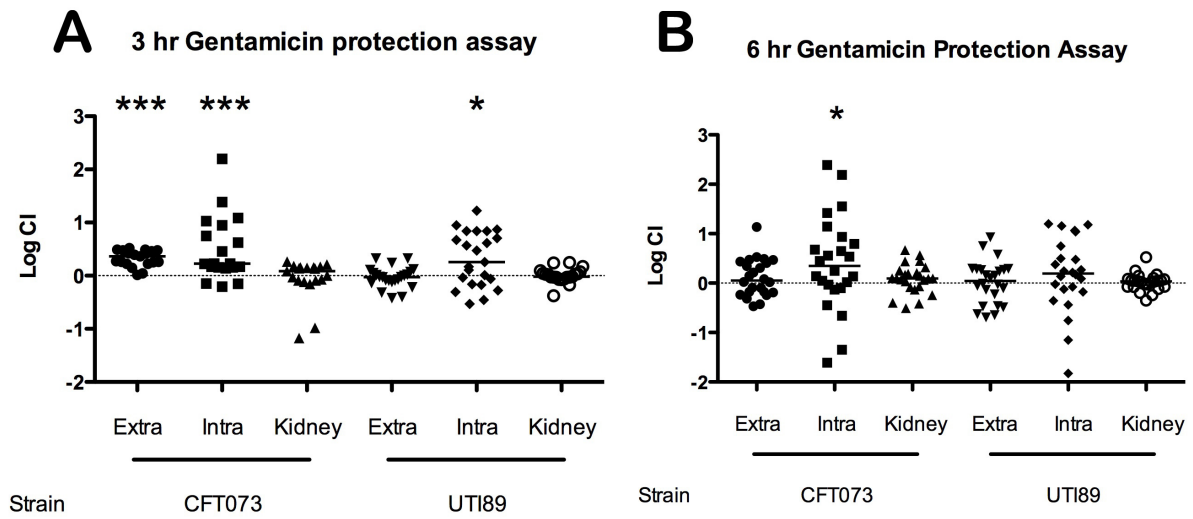 A
3 hr Gentamicin protection assay
*** *** *
3
2
1
0
-1
-2
Log CI
Extra Intra Kidney Extra Intra Kidney
Strain CFT073 UTI89
B
6 hr Gentamicin Protection Assay
*
3
2
1
0
-1
-2
Log CI
Extra Intra Kidney Extra Intra Kidney
Strain CFT073 UTI89